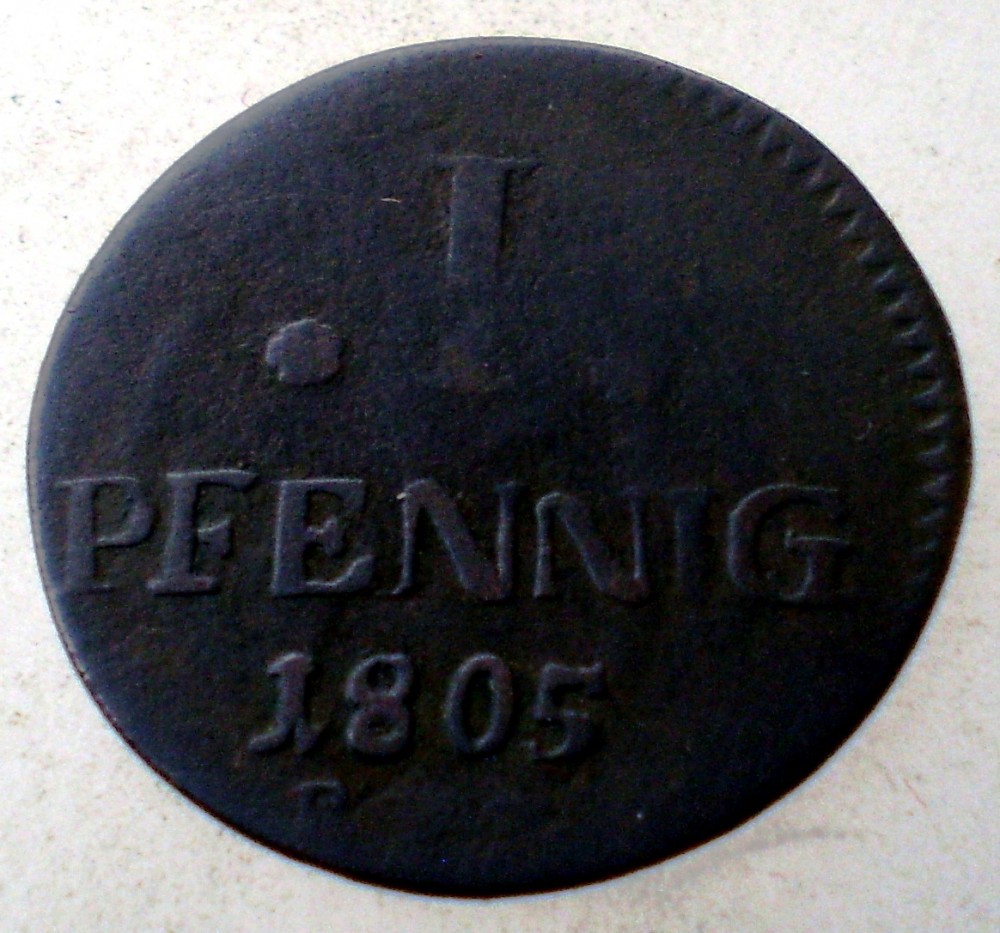 . I
PFENNIG
1805